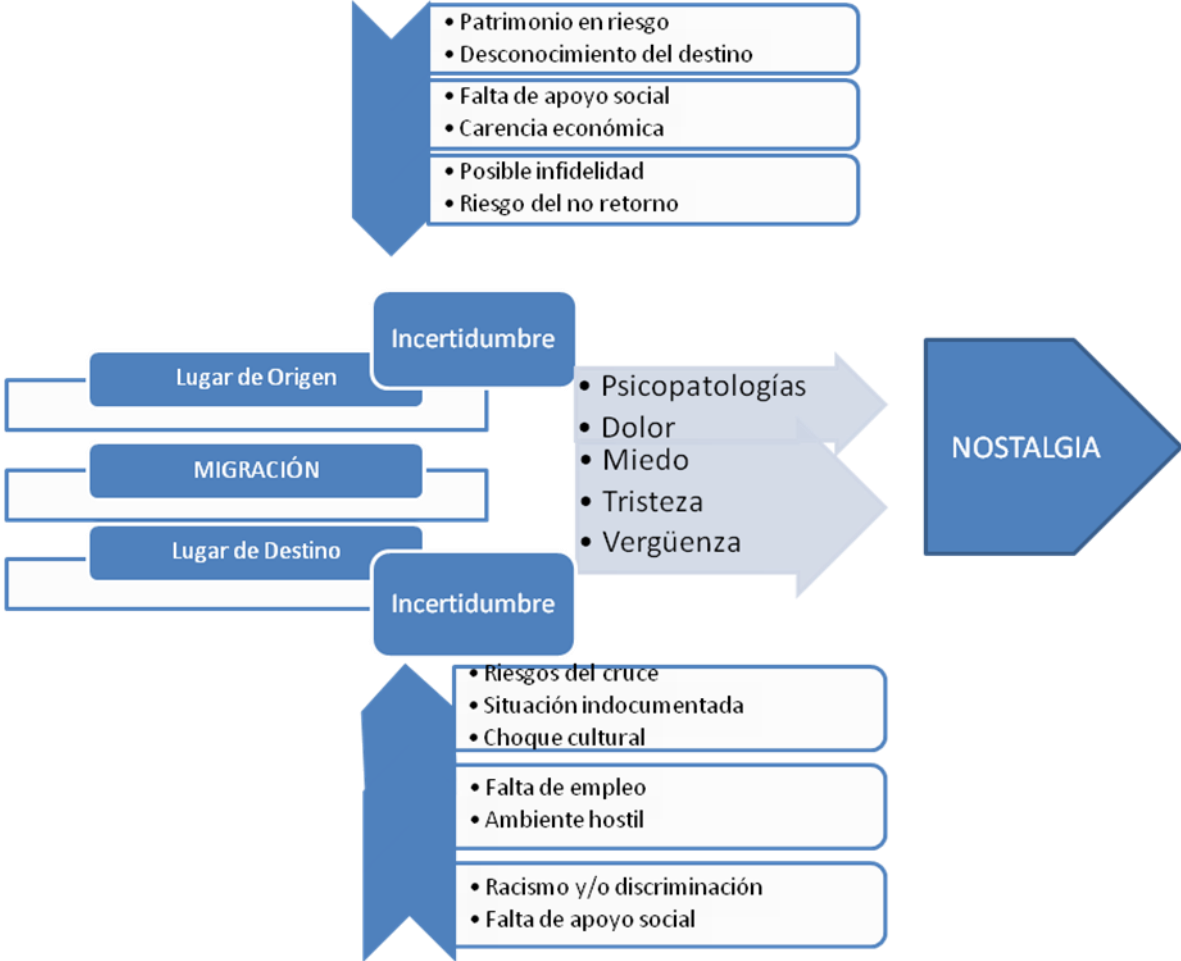 • Patrimonio en riesgo
• Desconocimiento del destino
• Falta de apoyo social
• Carencia económica
• Posible infidelidad
• Riesgo del no retorno
Incertidumbre
Lugar de Origen
MIGRACIÓN
Lugar de Destino
Incertidumbre
• Psicopatologías
• Dolor
• Miedo
• Tristeza
• Vergüenza
NOSTALGIA
• Riesgos del cruce
• Situación indocumentada
• Choque cultural
• Falta de empleo
• Ambiente hostil
• Racismo y/o discriminación
• Falta de apoyo social